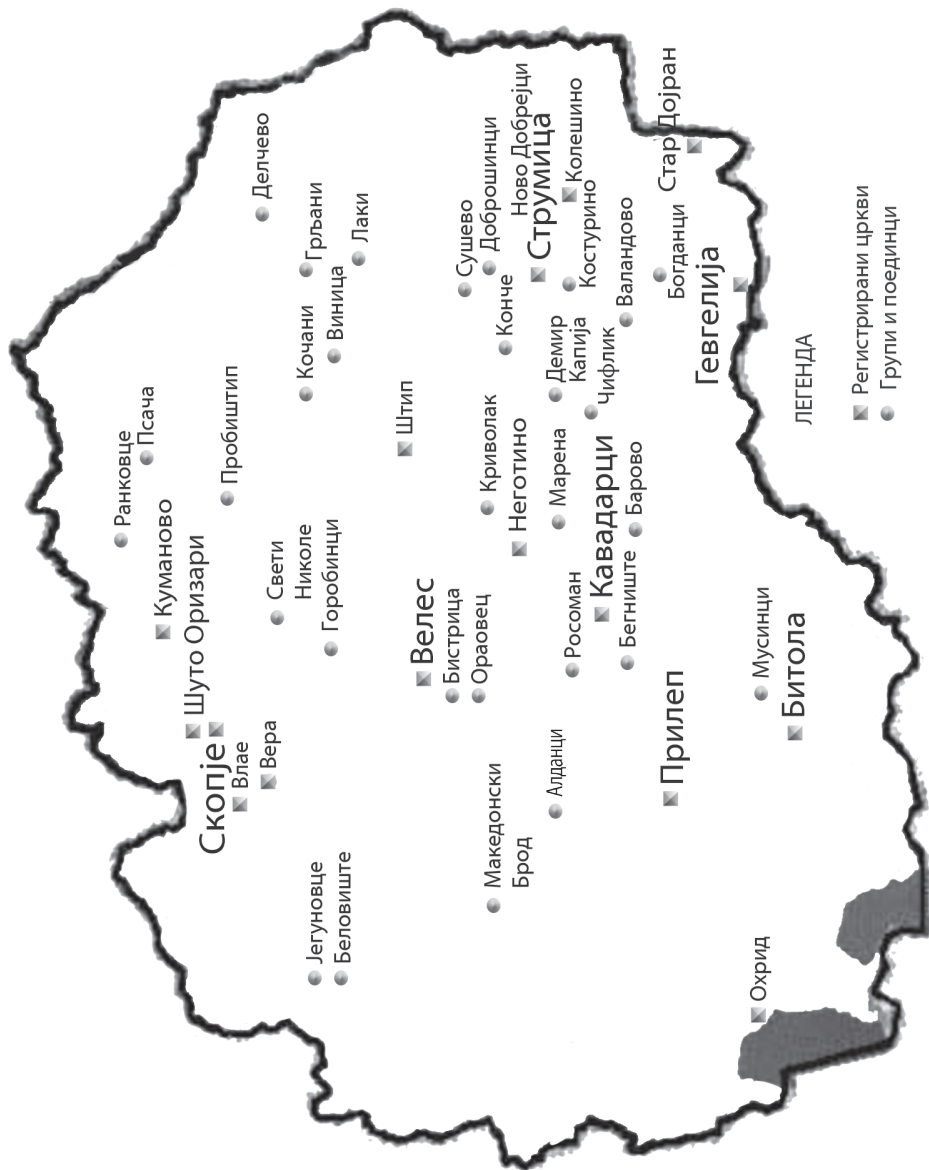 Ранковце
Псача
Куманово
Шуто Оризари
Скопје
Влае
Вера
Пробиштип
Делчево
Свети
Николе
Горобинци
Кочани
Грљани
Виница
Лаки
Јегуновце
Беловиште
Штип
Велес
Бистрица
Ораовец
Сушево
Доброшинци
Ново Добрејци
Струмица
Колешино
Костурино
Конче
Криволак
Неготино
Демир
Капија
Чифлик
Валандово
Македонски
Брод
Алданци
Марена
Росоман
Кавадарци
Бегниште
Барово
Стар Дојран
Богданци
Гевгелија
Прилеп
Мусинци
Битола
Охрид
ЛЕГЕНДА
Регистрирани цркви
Групи и поединци